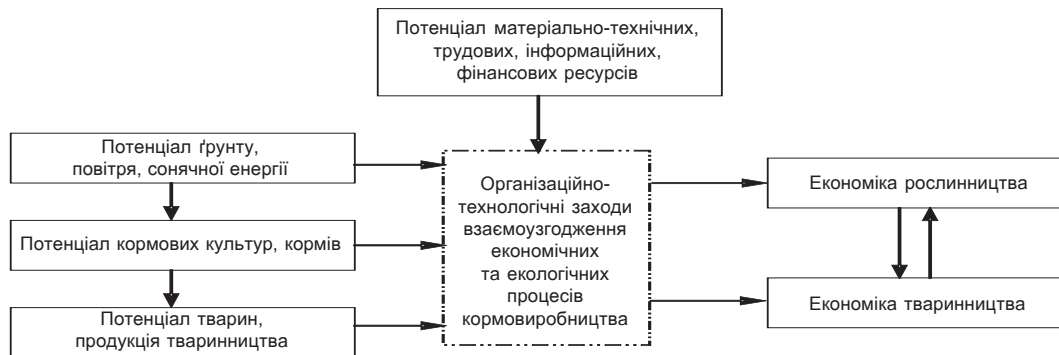 Потенціал матеріально-технічних,
трудових, інформаційних,
фінансових ресурсів
Потенціал ґрунту,
повітря, сонячної енергії
Потенціал кормових культур, кормів
Потенціал тварин,
продукція тваринництва
Організаційно-
технологічні заходи
взаємоузгодження
економічних
та екологічних
процесів
кормовиробництва
Економіка рослинництва
Економіка тваринництва